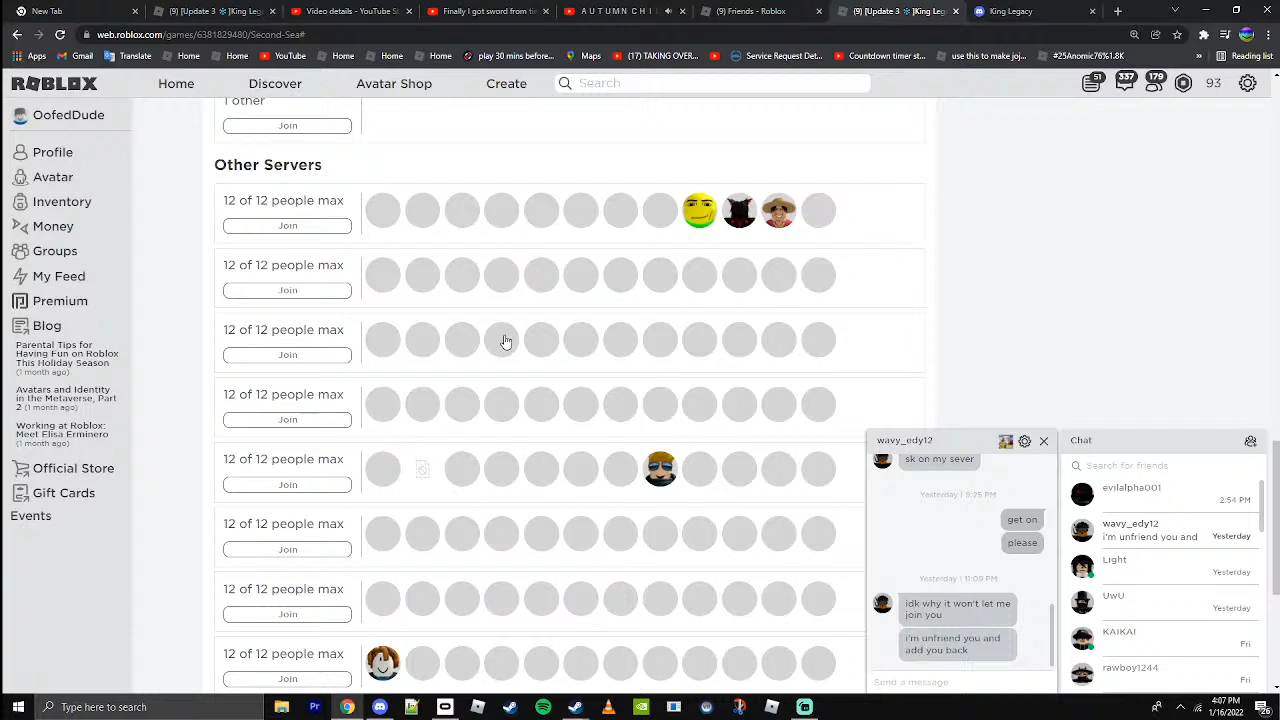 New Tab
(9) [Update 3 ❄️][King Leg
Video details - YouTube St
Finally I got sword from ti
A U T U M N C H I
(9) Friends - Roblox
(9) [Update 3 ❄️][King Leg
King Legacy
web.roblox.com/games/6381829480/Second-Sea#
Apps Gmail Translate Home Home YouTube Home Home Home play 30 mins before... Maps (17) TAKING OVER... Service Request Det... Countdown timer st... use this to make joj... #25Anomic76%1.8K » Reading list
ROBLOX Home Discover Avatar Shop Create Search 51 337 179 93
OofedDude
Profile
Avatar
Inventory
Money
Groups
My Feed
Premium
Blog
Parental Tips for
Having Fun on Roblox
This Holiday Season
(1 month ago)
Avatars and Identity
in the Metaverse, Part
2 (1 month ago)
Working at Roblox:
Meet Elisa Erminero
(1 month ago)
Official Store
Gift Cards
Events
1 other
Join
Other Servers
12 of 12 people max
Join
12 of 12 people max
Join
12 of 12 people max
Join
12 of 12 people max
Join
12 of 12 people max
Join
12 of 12 people max
Join
12 of 12 people max
Join
12 of 12 people max
Join
wavy_edy12
sk on my sever
Yesterday | 9:25 PM
get on
please
Yesterday | 11:09 PM
idk why it won't let me
join you
i'm unfriend you and
add you back
Send a message
Chat
Search for friends
evilalpha001
2:54 PM
wavy_edy12
i'm unfriend you and Yesterday
Light
Yesterday
UwU
Yesterday
KAIKAI
Fri
rawboy1244
Fri
Type here to search
4:07 PM
1/16/2022
26